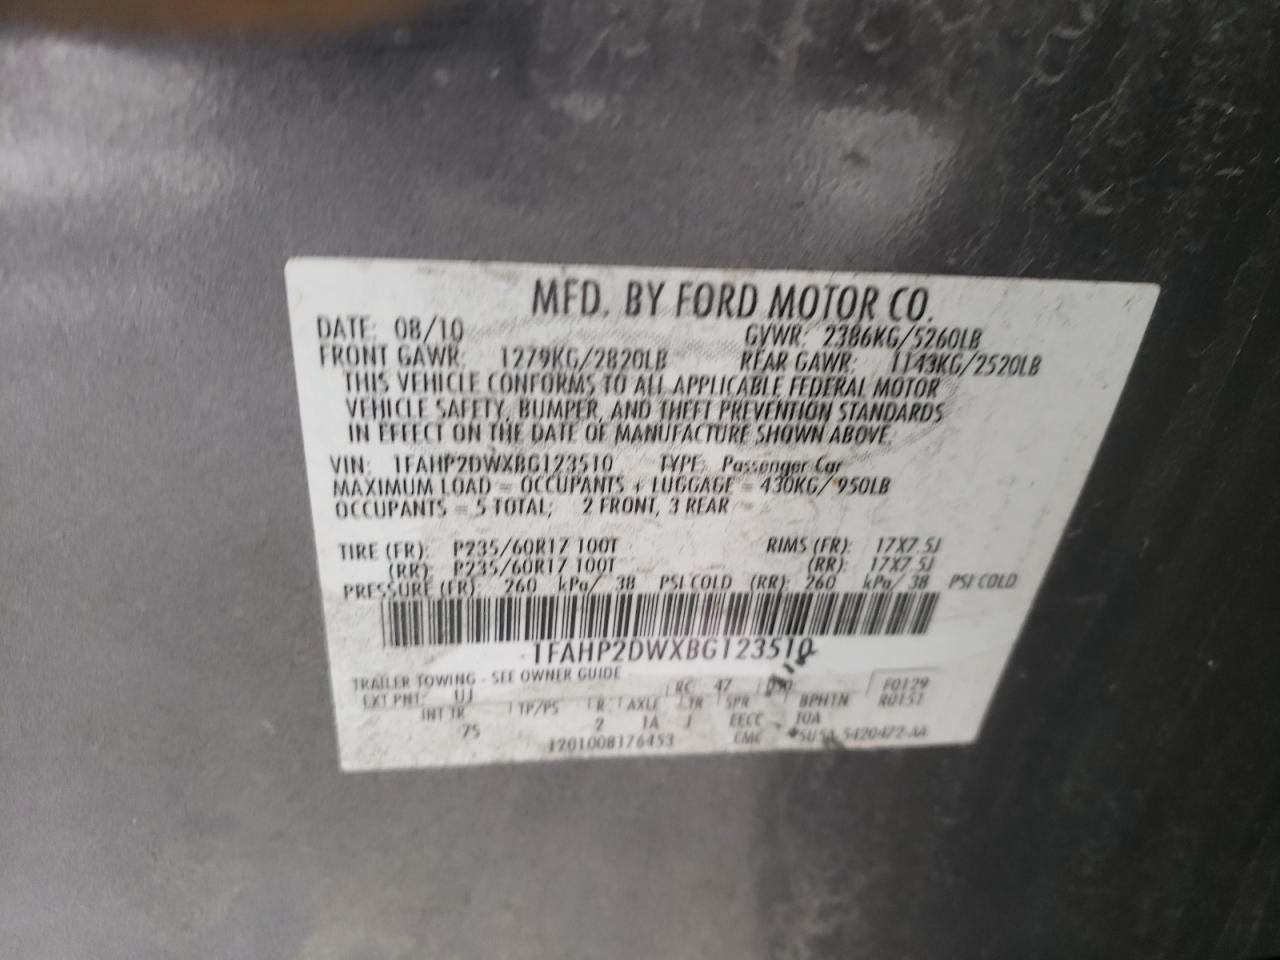 MFD. BY FORD MOTOR CO.
DATE: 08/10 GVWR: 2386KG/5260LB
FRONT GAWR: 1279KG/2820LB REAR GAWR: 1143KG/2520LB
THIS VEHICLE CONFORMS TO ALL APPLICABLE FEDERAL MOTOR
VEHICLE SAFETY, BUMPER, AND THEFT PREVENTION STANDARDS
IN EFFECT ON THE DATE OF MANUFACTURE SHOWN ABOVE.
VIN: 1FAHP2DWXBG123510 TYPE: Passenger Car
MAXIMUM LOAD = OCCUPANTS + LUGGAGE = 430KG/ 950LB
OCCUPANTS = 5 TOTAL; 2 FRONT, 3 REAR
TIRE (FR): P235/60R17 100T RIMS (FR): 17X7.5J
(RR): P235/60R17 100T (RR): 17X7.5J
PRESSURE (FR): 260 kPa/ 38 PSI COLD (RR): 260 kPa/ 38 PSI COLD
1FAHP2DWXBG123510
TRAILER TOWING - SEE OWNER GUIDE
RC: 47 F0129
EXT PNT: UJ R0151
INT TR TP/PS R AXLE TR SPR BPHTN
75 2 1A J EECC TOA
1201008176453 CMC 5420472-AA